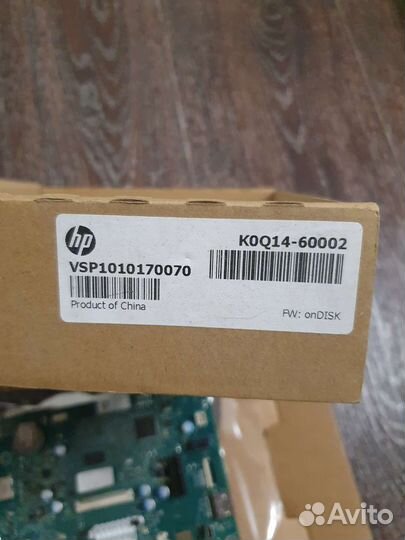 hp
K0Q14-60002
VSP1010170070
Product of China
FW: onDISK
Avito